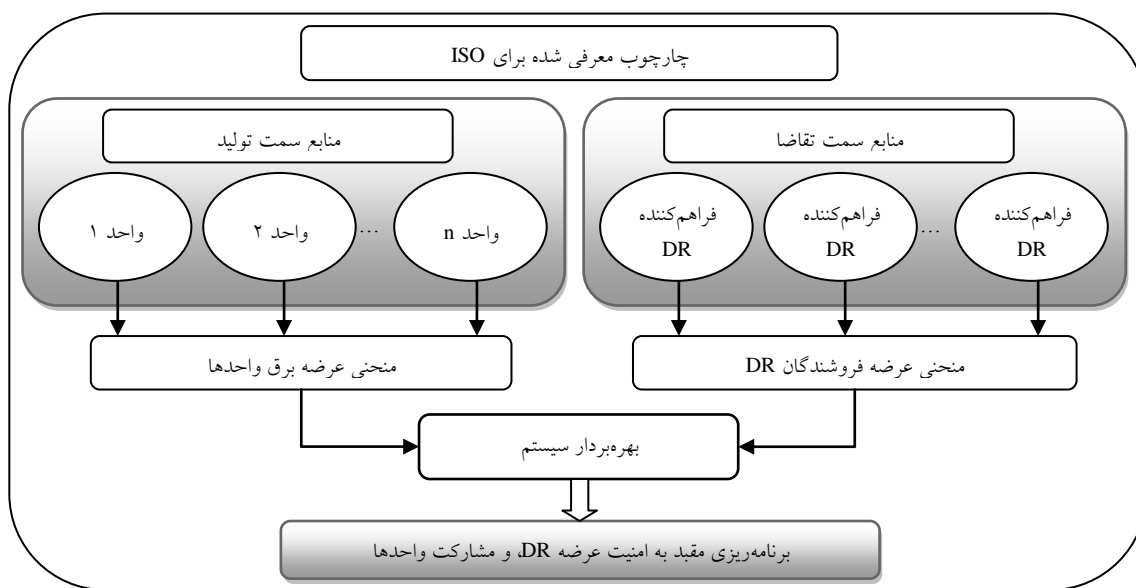 چارچوب معرفی شده برای ISO
منابع سمت تقاضا
فراهم‌کننده
DR
...
فراهم‌کننده
DR
فراهم‌کننده
DR
منحنی عرضه فروشندگان DR
منابع سمت تولید
واحد n
...
واحد ۲
واحد ۱
منحنی عرضه برق واحدها
بهره‌بردار سیستم
برنامه‌ریزی مقبد به امنیت عرضه DR، و مشارکت واحدها